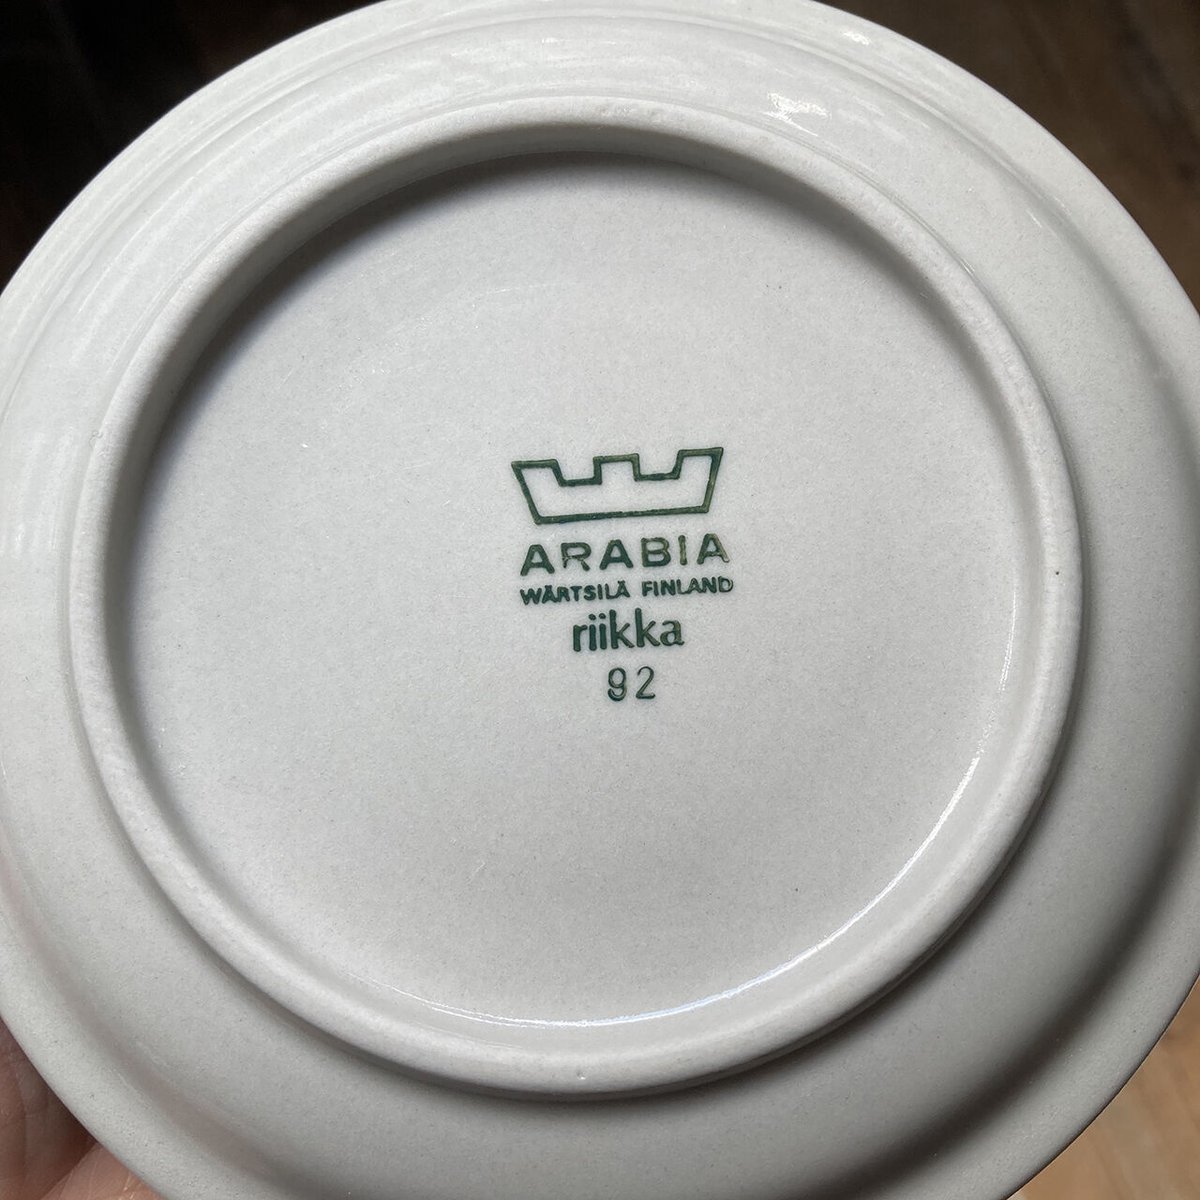 ARABIA
WÄRTSILÄ FINLAND
riikka
92